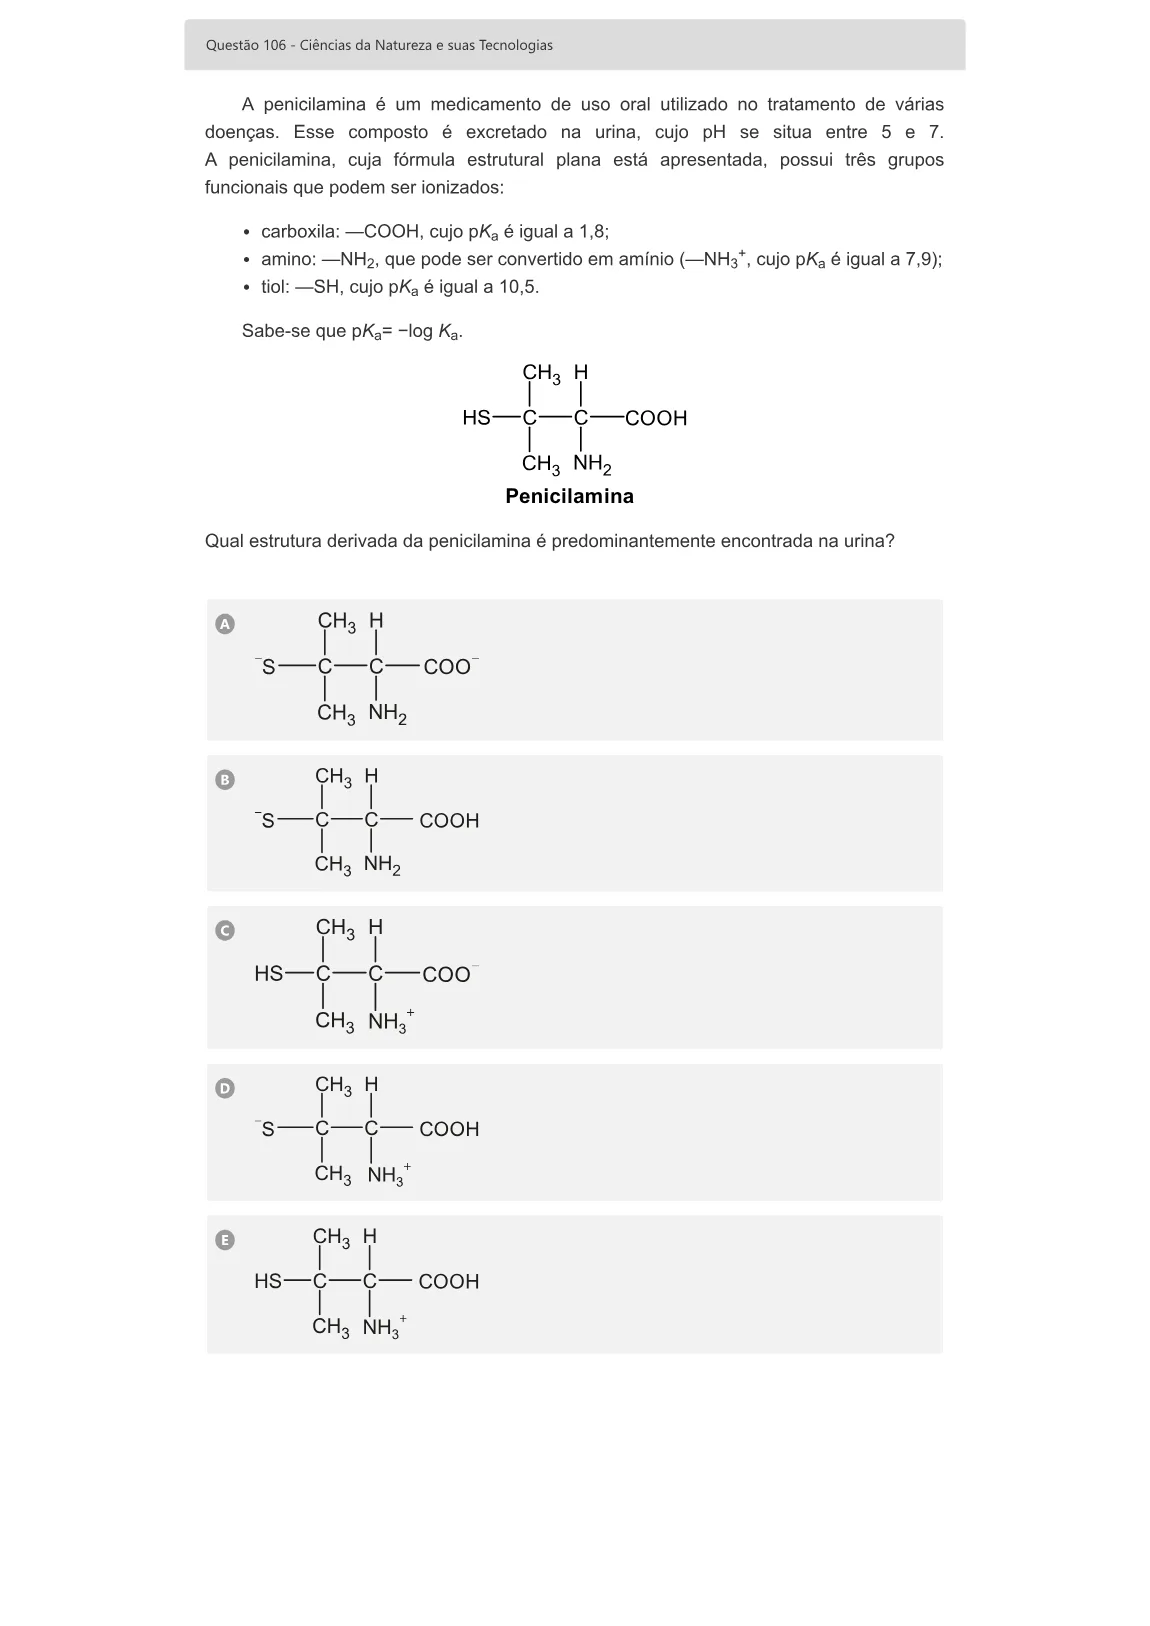 Questão 106 - Ciências da Natureza e suas Tecnologias
A penicilamina é um medicamento de uso oral utilizado no tratamento de várias
doenças. Esse composto é excretado na urina, cujo pH se situa entre 5 e 7.
A penicilamina, cuja fórmula estrutural plana está apresentada, possui três grupos
funcionais que podem ser ionizados:
• carboxila: —COOH, cujo pKa é igual a 1,8;
• amino: —NH2, que pode ser convertido em amínio (—NH3+, cujo pKa é igual a 7,9);
• tiol: —SH, cujo pKa é igual a 10,5.
Sabe-se que pKa= −log Ka.
CH3 H
HS—C—C—COOH
CH3 NH2
Penicilamina
Qual estrutura derivada da penicilamina é predominantemente encontrada na urina?
A
CH3 H
−S—C—C—COO−
CH3 NH2
B
CH3 H
−S—C—C—COOH
CH3 NH2
C
CH3 H
HS—C—C—COO−
CH3 NH3+
D
CH3 H
−S—C—C—COOH
CH3 NH3+
E
CH3 H
HS—C—C—COOH
CH3 NH3+